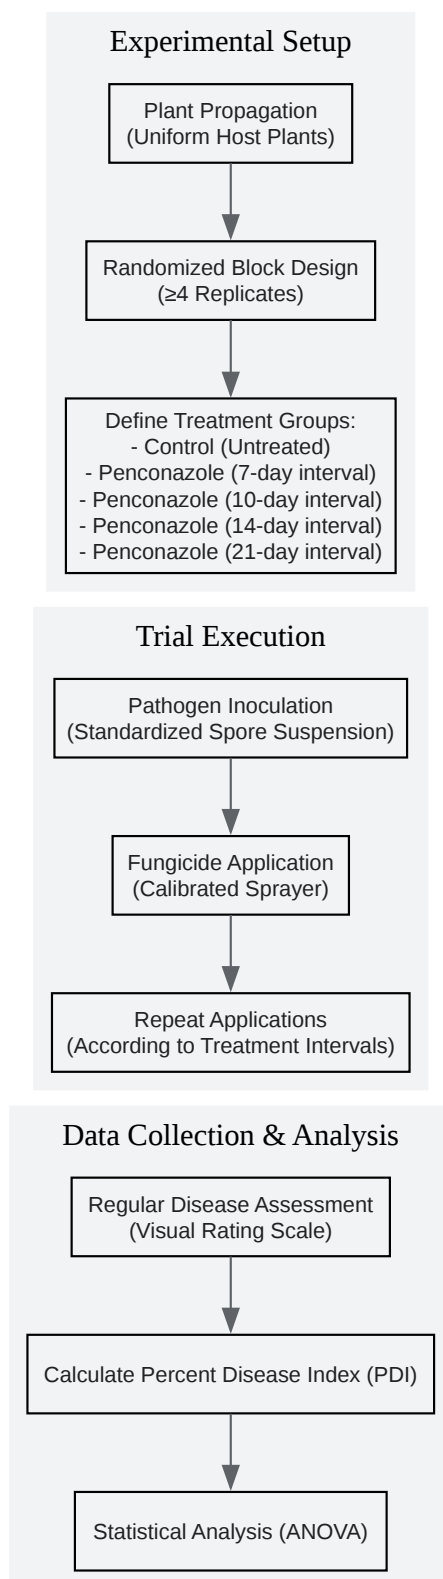 Experimental Setup
Plant Propagation
(Uniform Host Plants)
Randomized Block Design
(≥4 Replicates)
Define Treatment Groups:
- Control (Untreated)
- Penconazole (7-day interval)
- Penconazole (10-day interval)
- Penconazole (14-day interval)
- Penconazole (21-day interval)
Trial Execution
Pathogen Inoculation
(Standardized Spore Suspension)
Fungicide Application
(Calibrated Sprayer)
Repeat Applications
(According to Treatment Intervals)
Data Collection & Analysis
Regular Disease Assessment
(Visual Rating Scale)
Calculate Percent Disease Index (PDI)
Statistical Analysis (ANOVA)